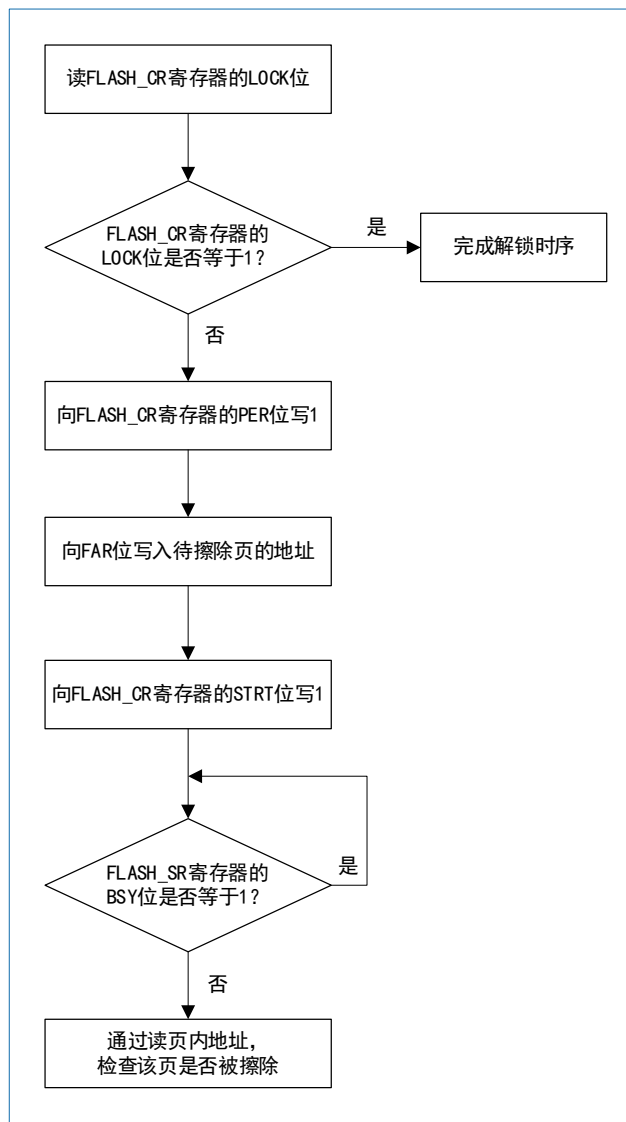 读FLASH_CR寄存器的LOCK位
FLASH_CR寄存器的
LOCK位是否等于1?
是
完成解锁时序
否
向FLASH_CR寄存器的PER位写1
向FAR位写入待擦除页的地址
向FLASH_CR寄存器的STRT位写1
FLASH_SR寄存器的
BSY位是否等于1?
是
否
通过读页内地址，
检查该页是否被擦除